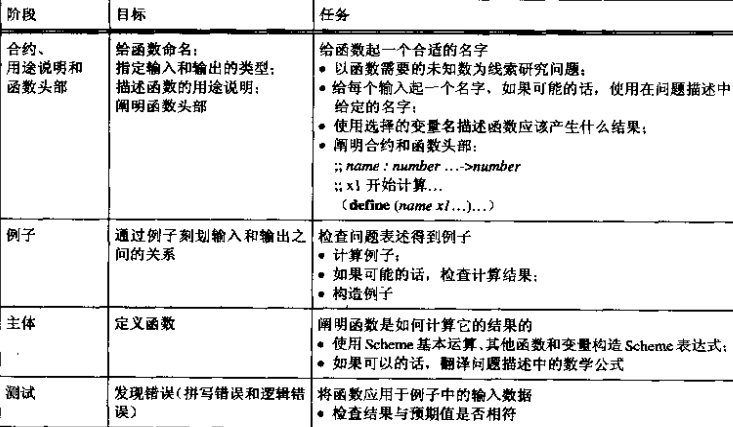 阶段 目标 任务
合约、 给函数命名； 给函数起一个合适的名字
用途说明和 指定输入和输出的类型； • 以函数需要的未知数为线索研究问题；
函数头部 描述函数的用途说明； • 给每个输入起一个名字，如果可能的话，使用在问题描述中
阐明函数头部 给定的名字；
• 使用选择的变量名描述函数应该产生什么结果；
• 阐明合约和函数头部：
;; name : number ...->number
;; x1 开始计算...
（define (name x1...)...）
例子 通过例子刻划输入和输出之 检查问题表述得到例子
间的关系 • 计算例子；
• 如果可能的话，检查计算结果；
• 构造例子
主体 定义函数 阐明函数是如何计算它的结果的
• 使用 Scheme 基本运算、其他函数和变量构造 Scheme 表达式；
• 如果可以的话，翻译问题描述中的数学公式
测试 发现错误（拼写错误和逻辑错 将函数应用于例子中的输入数据
误） • 检查结果与预期值是否相符